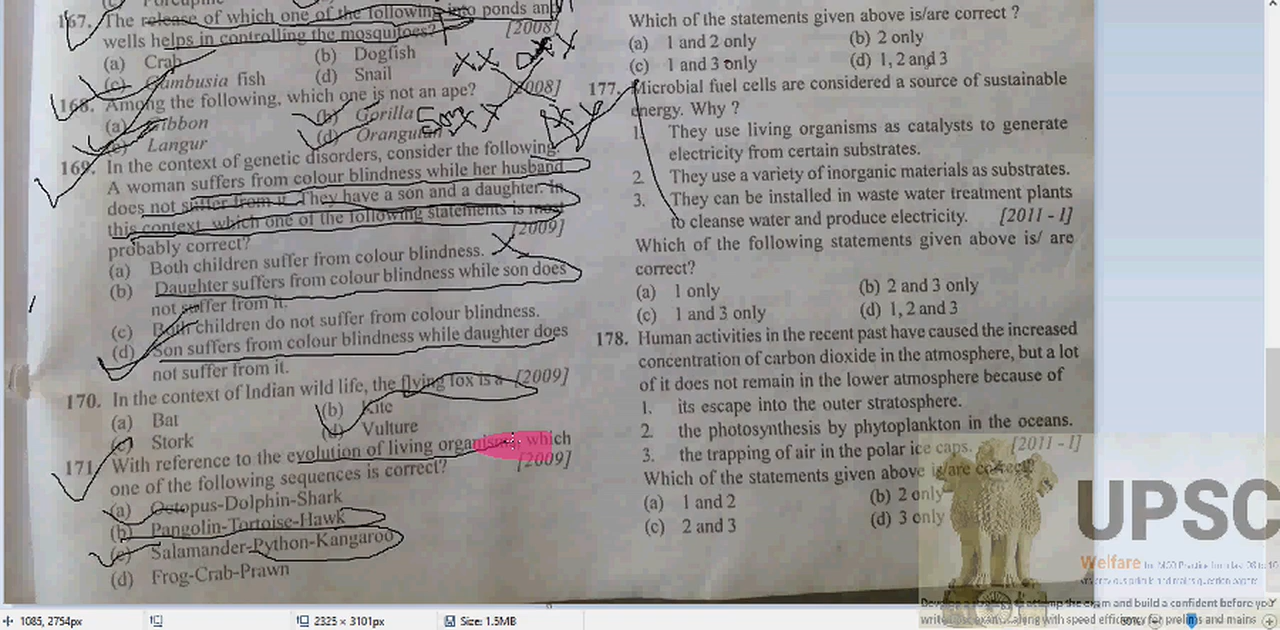 167. The release of which one of the following into ponds and
wells helps in controlling the mosquitoes?
[2008]
(a) Crab
(b) Dogfish
(c) Gambusia fish
(d) Snail
168. Among the following, which one is not an ape?
[2008]
(a) Gibbon
(b) Gorilla
(c) Langur
(d) Orangutan
169. In the context of genetic disorders, consider the following:
A woman suffers from colour blindness while her husband
does not suffer from it. They have a son and a daughter. In
this context, which one of the following statements is most
probably correct?
[2009]
(a) Both children suffer from colour blindness.
(b) Daughter suffers from colour blindness while son does
not suffer from it.
(c) Both children do not suffer from colour blindness.
(d) Son suffers from colour blindness while daughter does
not suffer from it.
170. In the context of Indian wild life, the flying fox is a [2009]
(a) Bat
(b) Kite
(c) Stork
(d) Vulture
171. With reference to the evolution of living organisms, which
one of the following sequences is correct?
[2009]
(a) Octopus-Dolphin-Shark
(b) Pangolin-Tortoise-Hawk
(c) Salamander-Python-Kangaroo
(d) Frog-Crab-Prawn
Which of the statements given above is/are correct ?
(a) 1 and 2 only
(b) 2 only
(c) 1 and 3 only
(d) 1, 2 and 3
177. Microbial fuel cells are considered a source of sustainable
energy. Why ?
1. They use living organisms as catalysts to generate
electricity from certain substrates.
2. They use a variety of inorganic materials as substrates.
3. They can be installed in waste water treatment plants
to cleanse water and produce electricity. [2011 - I]
Which of the following statements given above is/ are
correct?
(a) 1 only
(b) 2 and 3 only
(c) 1 and 3 only
(d) 1, 2 and 3
178. Human activities in the recent past have caused the increased
concentration of carbon dioxide in the atmosphere, but a lot
of it does not remain in the lower atmosphere because of
1. its escape into the outer stratosphere.
2. the photosynthesis by phytoplankton in the oceans.
3. the trapping of air in the polar ice caps. [2011 - I]
Which of the statements given above is/are correct?
(a) 1 and 2
(b) 2 only
(c) 2 and 3
(d) 3 only
UPSC
Welfare
1085, 2754px
2325 × 3101px
Size: 1.5MB